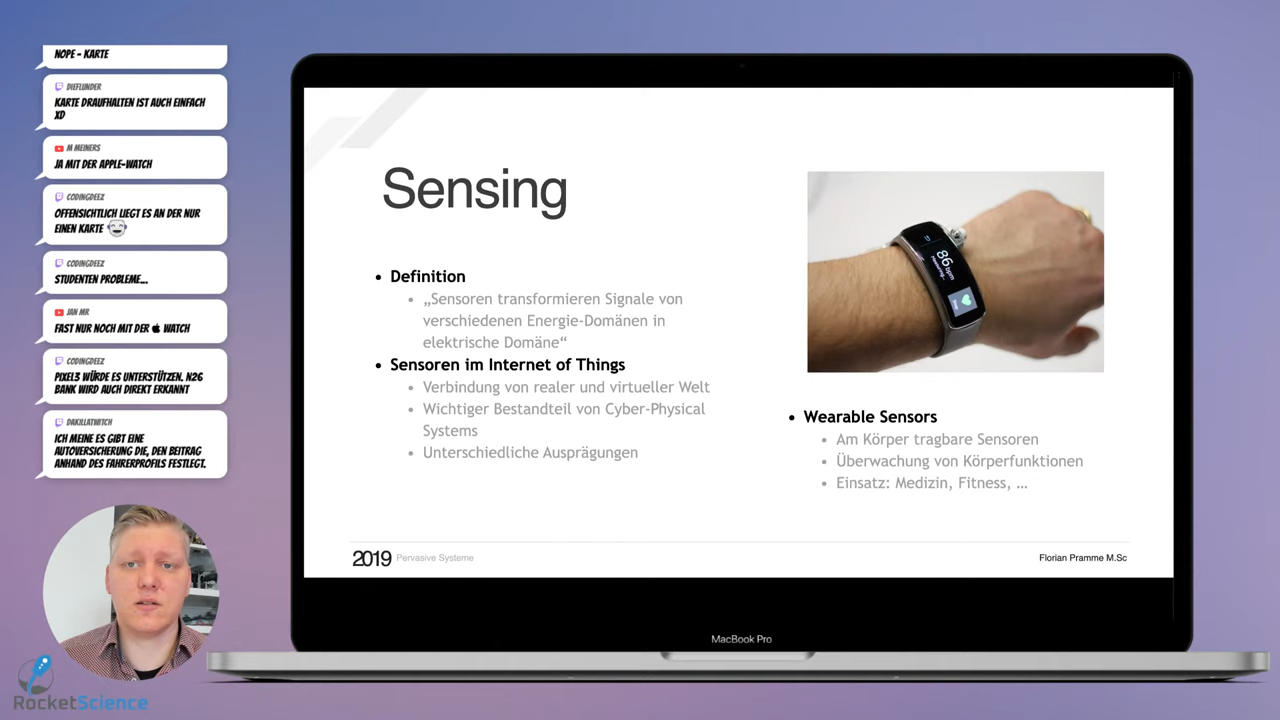 NOPE - KARTE
DIEFLUNDER
KARTE DRAUFHALTEN IST AUCH EINFACH
XD
M MEINERS
JA MIT DER APPLE-WATCH
CODINGDEEZ
OFFENSICHTLICH LIEGT ES AN DER NUR
EINEN KARTE
CODINGDEEZ
STUDENTEN PROBLEME...
JAN MR
FAST NUR NOCH MIT DER WATCH
CODINGDEEZ
PIXEL3 WÜRDE ES UNTERSTÜTZEN. N26
BANK WIRD AUCH DIREKT ERKANNT
DAKILLATWITCH
ICH MEINE ES GIBT EINE
AUTOVERSICHERUNG DIE, DEN BEITRAG
ANHAND DES FAHRERPROFILS FESTLEGT.
RocketScience
Sensing
• Definition
• „Sensoren transformieren Signale von
verschiedenen Energie-Domänen in
elektrische Domäne“
• Sensoren im Internet of Things
• Verbindung von realer und virtueller Welt
• Wichtiger Bestandteil von Cyber-Physical
Systems
• Unterschiedliche Ausprägungen
86 bpm
• Wearable Sensors
• Am Körper tragbare Sensoren
• Überwachung von Körperfunktionen
• Einsatz: Medizin, Fitness, …
2019 Pervasive Systeme
Florian Pramme M.Sc
MacBook Pro